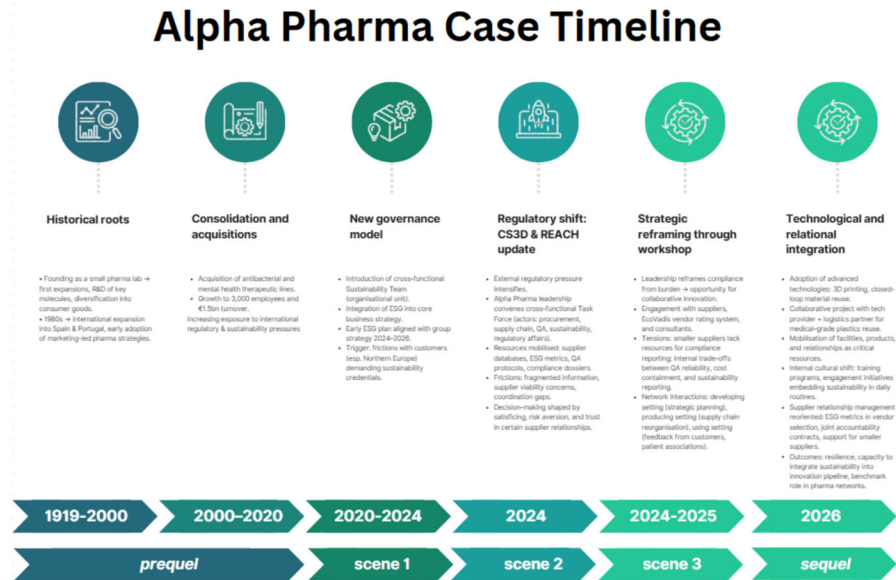 Alpha Pharma Case Timeline
Historical roots
• Founding as a small pharma lab →
first expansions, R&D of key
molecules, diversification into
consumer goods.
• 1980s → international expansion
into Spain & Portugal, early adoption
of marketing-led pharma strategies.
Consolidation and
acquisitions
• Acquisition of antibacterial and
mental health therapeutic lines.
• Growth to 3,000 employees and
€1.5bn turnover.
Increasing exposure to international
regulatory & sustainability pressures
New governance
model
• Introduction of cross-functional
Sustainability Team
(organisational unit).
• Integration of ESG into core
business strategy.
• Early ESG plan aligned with group
strategy 2024–2026.
• Trigger: frictions with customers
(esp. Northern Europe)
demanding sustainability
credentials.
Regulatory shift:
CS3D & REACH
update
• External regulatory pressure
intensifies.
• Alpha Pharma leadership
convenes cross-functional Task
Force (actors: procurement,
supply chain, QA, sustainability,
regulatory affairs).
• Resources mobilised: supplier
databases, ESG metrics, QA
protocols, compliance dossiers.
• Frictions: fragmented information,
supplier viability concerns,
coordination gaps.
• Decision-making shaped by
satisficing, risk aversion, and trust
in certain supplier relationships.
Strategic
reframing through
workshop
• Leadership reframes compliance
from burden → opportunity for
collaborative innovation.
• Engagement with suppliers,
EcoVadis vendor rating system,
and consultants.
• Tensions: smaller suppliers lack
resources for compliance
reporting; internal trade-offs
between QA reliability, cost
containment, and sustainability
reporting.
• Network interactions: developing
setting (strategic planning),
producing setting (supply chain
reorganisation), using setting
(feedback from customers,
patient associations).
Technological and
relational
integration
• Adoption of advanced
technologies: 3D printing, closed-
loop material reuse.
• Collaborative project with tech
provider + logistics partner for
medical-grade plastics reuse.
• Mobilisation of facilities, products,
and relationships as critical
resources.
• Internal cultural shift: training
programs, engagement initiatives
embedding sustainability in daily
routines.
• Supplier relationship management
reoriented: ESG metrics in vendor
selection, joint accountability
contracts, support for smaller
suppliers.
• Outcomes: resilience, capacity to
integrate sustainability into
innovation pipeline, benchmark
role in pharma networks.
1919-2000
2000–2020
2020-2024
2024
2024-2025
2026
prequel
scene 1
scene 2
scene 3
sequel